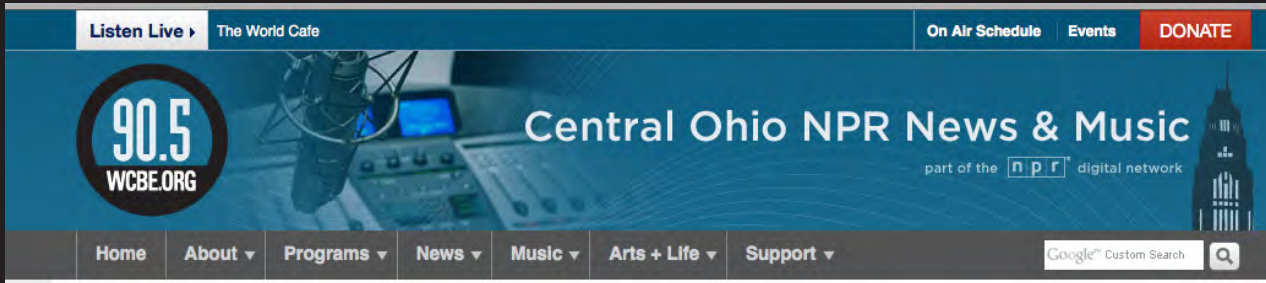 Listen Live The World Cafe On Air Schedule Events DONATE
90.5
WCBE.ORG
Central Ohio NPR News & Music
part of the npr digital network
Home About Programs News Music Arts + Life Support Google™ Custom Search